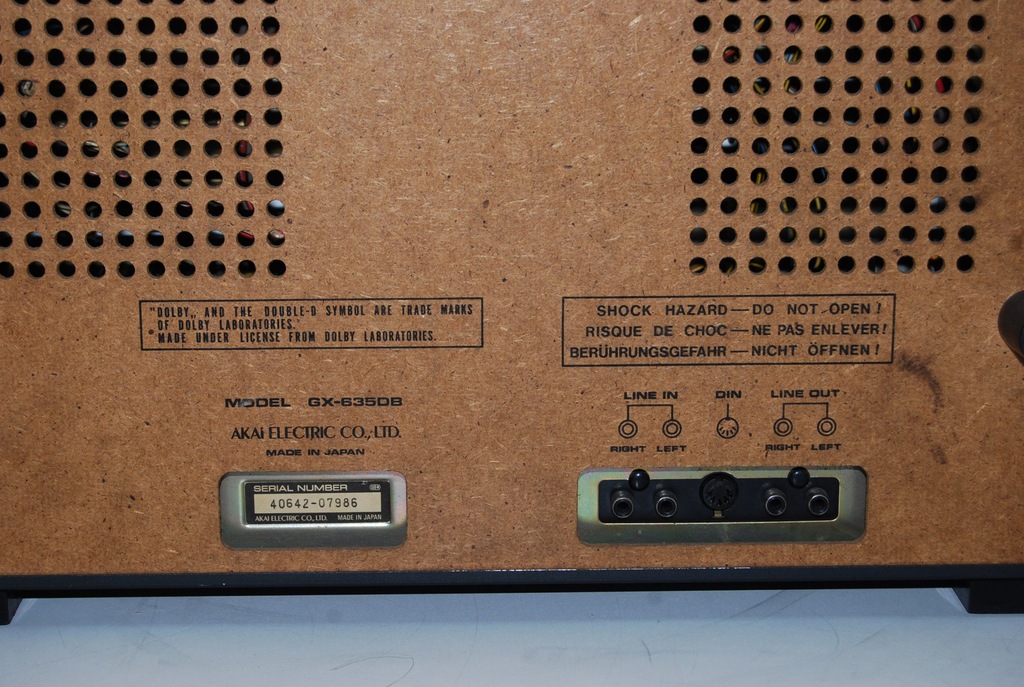 "DOLBY„ AND THE DOUBLE-D SYMBOL ARE TRADE MARKS
OF DOLBY LABORATORIES.
MADE UNDER LICENSE FROM DOLBY LABORATORIES.
SHOCK HAZARD — DO NOT OPEN!
RISQUE DE CHOC — NE PAS ENLEVER!
BERÜHRUNGSGEFAHR — NICHT ÖFFNEN!
MODEL GX-635DB
AKAI ELECTRIC CO., LTD.
MADE IN JAPAN
LINE IN DIN LINE OUT
RIGHT LEFT RIGHT LEFT
SERIAL NUMBER
40642-07986
AKAI ELECTRIC CO., LTD. MADE IN JAPAN